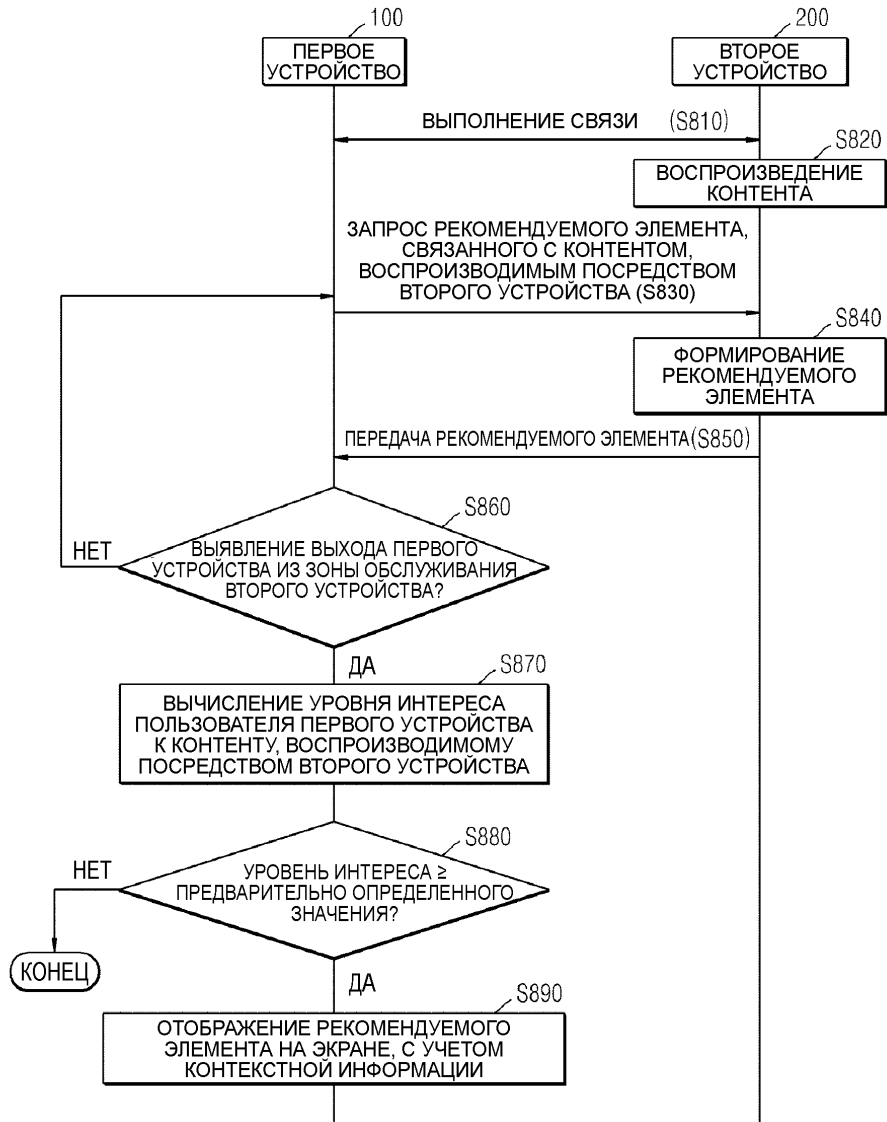 100
200
ПЕРВОЕ
УСТРОЙСТВО
ВТОРОЕ
УСТРОЙСТВО
ВЫПОЛНЕНИЕ СВЯЗИ (S810)
S820
ВОСПРОИЗВЕДЕНИЕ
КОНТЕНТА
ЗАПРОС РЕКОМЕНДУЕМОГО ЭЛЕМЕНТА,
СВЯЗАННОГО С КОНТЕНТОМ,
ВОСПРОИЗВОДИМЫМ ПОСРЕДСТВОМ
ВТОРОГО УСТРОЙСТВА (S830)
S840
ФОРМИРОВАНИЕ
РЕКОМЕНДУЕМОГО
ЭЛЕМЕНТА
ПЕРЕДАЧА РЕКОМЕНДУЕМОГО ЭЛЕМЕНТА(S850)
S860
НЕТ
ВЫЯВЛЕНИЕ ВЫХОДА ПЕРВОГО
УСТРОЙСТВА ИЗ ЗОНЫ ОБСЛУЖИВАНИЯ
ВТОРОГО УСТРОЙСТВА?
ДА
S870
ВЫЧИСЛЕНИЕ УРОВНЯ ИНТЕРЕСА
ПОЛЬЗОВАТЕЛЯ ПЕРВОГО УСТРОЙСТВА
К КОНТЕНТУ, ВОСПРОИЗВОДИМОМУ
ПОСРЕДСТВОМ ВТОРОГО УСТРОЙСТВА
S880
НЕТ
УРОВЕНЬ ИНТЕРЕСА ≥
ПРЕДВАРИТЕЛЬНО ОПРЕДЕЛЕННОГО
ЗНАЧЕНИЯ?
КОНЕЦ
ДА
S890
ОТОБРАЖЕНИЕ РЕКОМЕНДУЕМОГО
ЭЛЕМЕНТА НА ЭКРАНЕ, С УЧЕТОМ
КОНТЕКСТНОЙ ИНФОРМАЦИИ